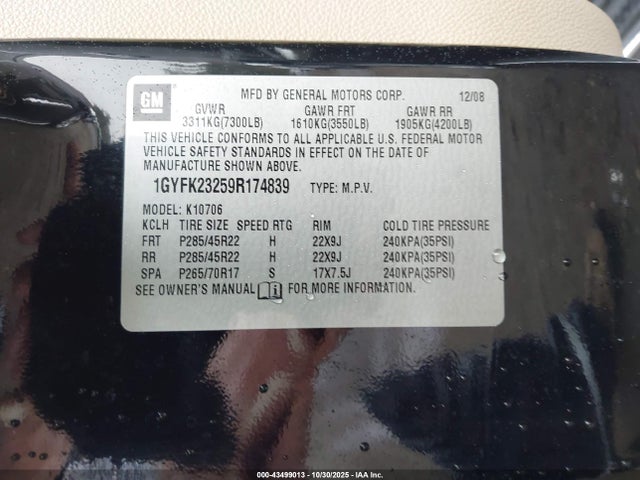 GM
MFD BY GENERAL MOTORS CORP. 12/08
GVWR GAWR FRT GAWR RR
3311KG(7300LB) 1610KG(3550LB) 1905KG(4200LB)
THIS VEHICLE CONFORMS TO ALL APPLICABLE U.S. FEDERAL MOTOR
VEHICLE SAFETY STANDARDS IN EFFECT ON THE DATE OF
MANUFACTURE SHOWN ABOVE.
1GYFK23259R174839 TYPE: M.P.V.
MODEL: K10706
KCLH TIRE SIZE SPEED RTG RIM COLD TIRE PRESSURE
FRT P285/45R22 H 22X9J 240KPA(35PSI)
RR P285/45R22 H 22X9J 240KPA(35PSI)
SPA P265/70R17 S 17X7.5J 240KPA(35PSI)
SEE OWNER'S MANUAL i FOR MORE INFORMATION.
000-43499013 - 10/30/2025 - IAAI.com